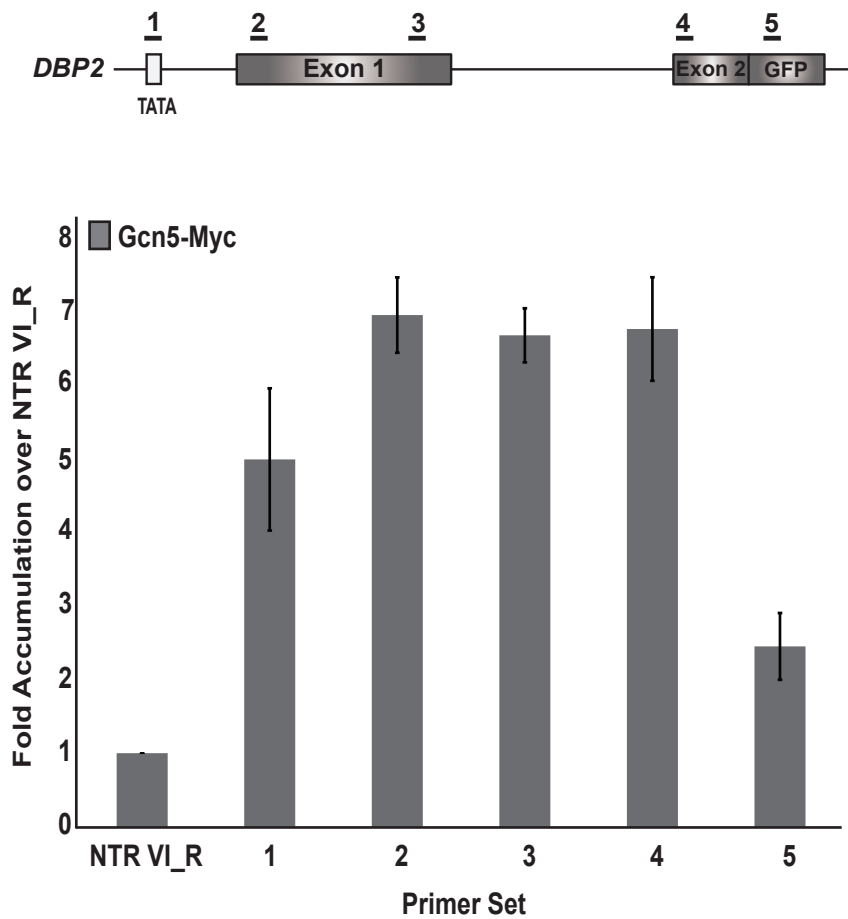 1 2 3 4 5
DBP2 Exon 1 Exon 2 GFP
TATA
Gcn5-Myc
Fold Accumulation over NTR VI_R
8
7
6
5
4
3
2
1
0
NTR VI_R 1 2 3 4 5
Primer Set